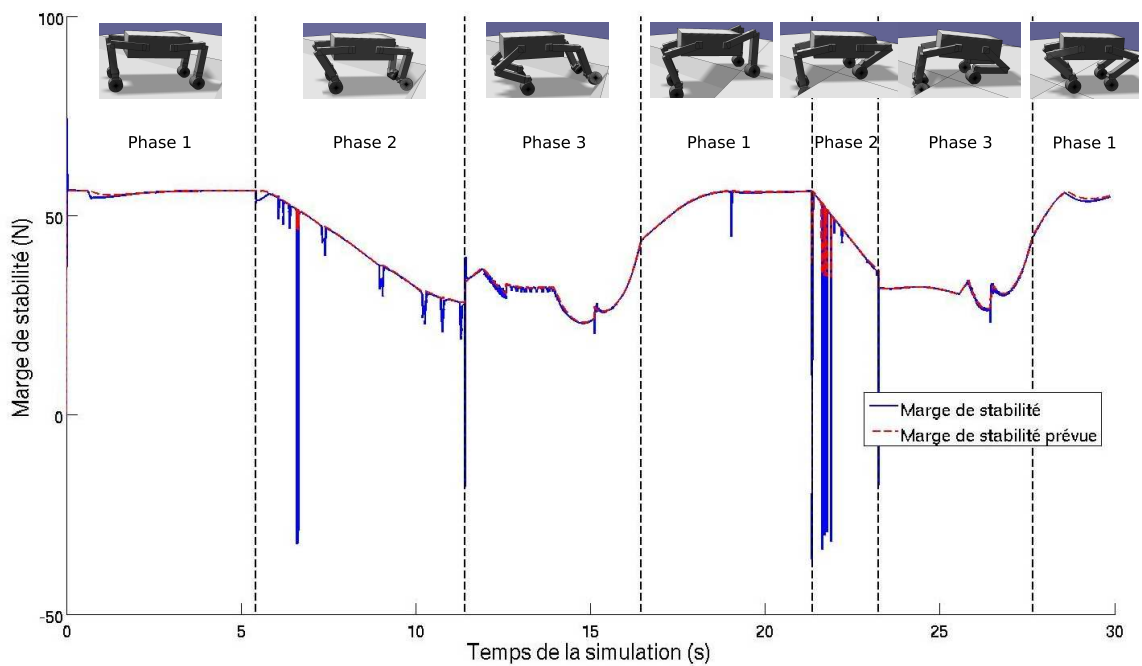 100
Phase 1
Phase 2
Phase 3
Phase 1
Phase 2
Phase 3
Phase 1
50
0
-50
Marge de stabilité (N)
Marge de stabilité
Marge de stabilité prévue
0
5
10
15
20
25
30
Temps de la simulation (s)